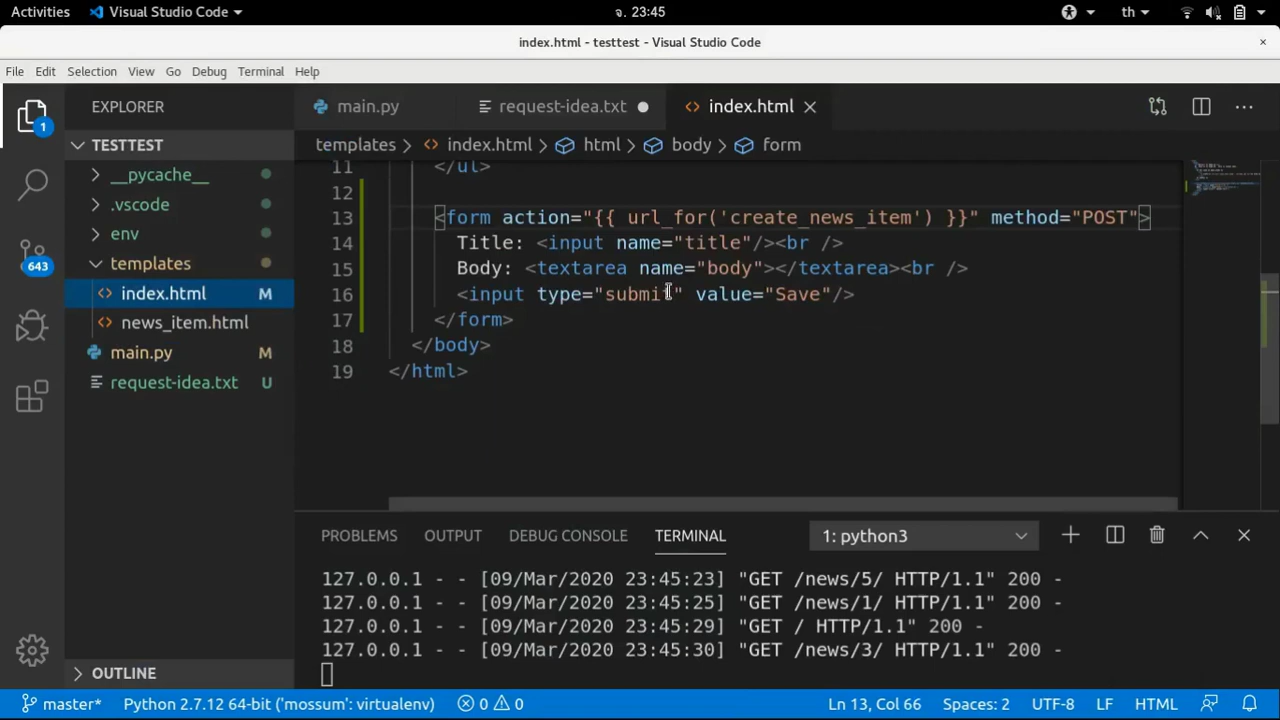 Activities Visual Studio Code จ. 23:45 th
index.html - testtest - Visual Studio Code ×
File Edit Selection View Go Debug Terminal Help
EXPLORER main.py request-idea.txt index.html
TESTTEST templates > index.html > html > body > form
__pycache__
.vscode
env
templates
index.html M
news_item.html
main.py M
request-idea.txt U
OUTLINE
1
643
11 </ul>
12
13 <form action="{{ url_for('create_news_item') }}" method="POST">
14 Title: <input name="title"/><br />
15 Body: <textarea name="body"></textarea><br />
16 <input type="submit" value="Save"/>
17 </form>
18 </body>
19 </html>
PROBLEMS OUTPUT DEBUG CONSOLE TERMINAL 1: python3
127.0.0.1 - - [09/Mar/2020 23:45:23] "GET /news/5/ HTTP/1.1" 200 -
127.0.0.1 - - [09/Mar/2020 23:45:25] "GET /news/1/ HTTP/1.1" 200 -
127.0.0.1 - - [09/Mar/2020 23:45:29] "GET / HTTP/1.1" 200 -
127.0.0.1 - - [09/Mar/2020 23:45:30] "GET /news/3/ HTTP/1.1" 200 -
master* Python 2.7.12 64-bit ('mossum': virtualenv) 0 0 Ln 13, Col 66 Spaces: 2 UTF-8 LF HTML